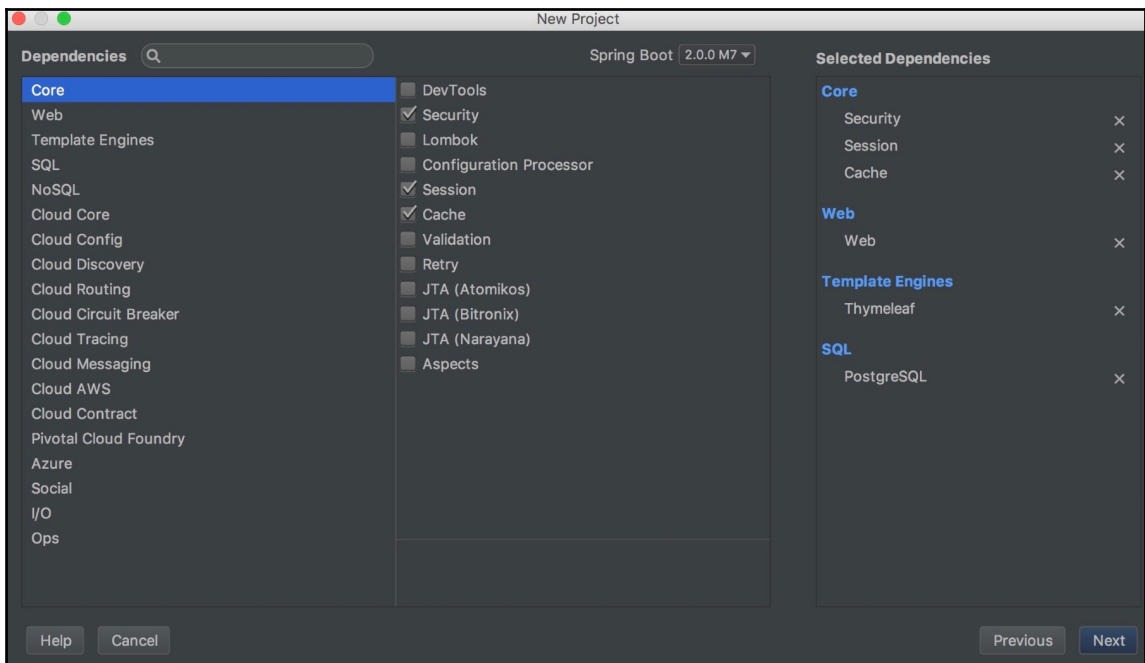 New Project
Dependencies
Spring Boot 2.0.0 M7
Selected Dependencies
Core
Web
Template Engines
SQL
NoSQL
Cloud Core
Cloud Config
Cloud Discovery
Cloud Routing
Cloud Circuit Breaker
Cloud Tracing
Cloud Messaging
Cloud AWS
Cloud Contract
Pivotal Cloud Foundry
Azure
Social
I/O
Ops
DevTools
Security
Lombok
Configuration Processor
Session
Cache
Validation
Retry
JTA (Atomikos)
JTA (Bitronix)
JTA (Narayana)
Aspects
Core
Security
Session
Cache
Web
Web
Template Engines
Thymeleaf
SQL
PostgreSQL
Help
Cancel
Previous
Next